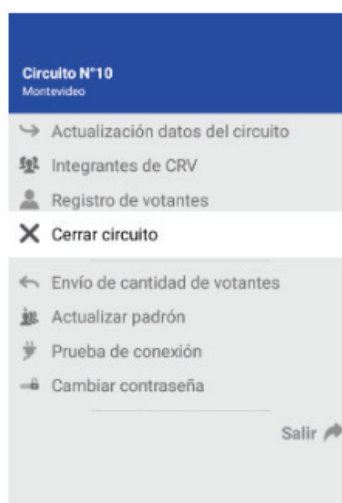 Circuito N°10
Montevideo
Actualización datos del circuito
Integrantes de CRV
Registro de votantes
Cerrar circuito
Envío de cantidad de votantes
Actualizar padrón
Prueba de conexión
Cambiar contraseña
Salir